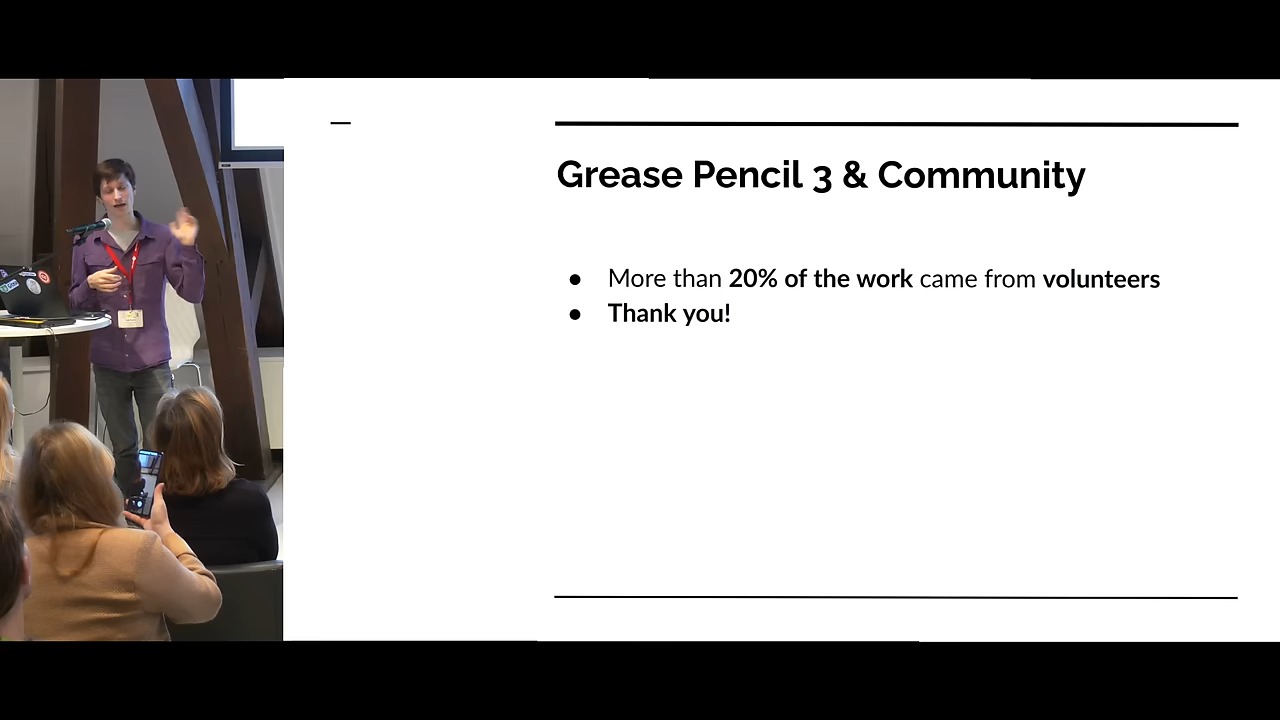 Grease Pencil 3 & Community
● More than 20% of the work came from volunteers
● Thank you!